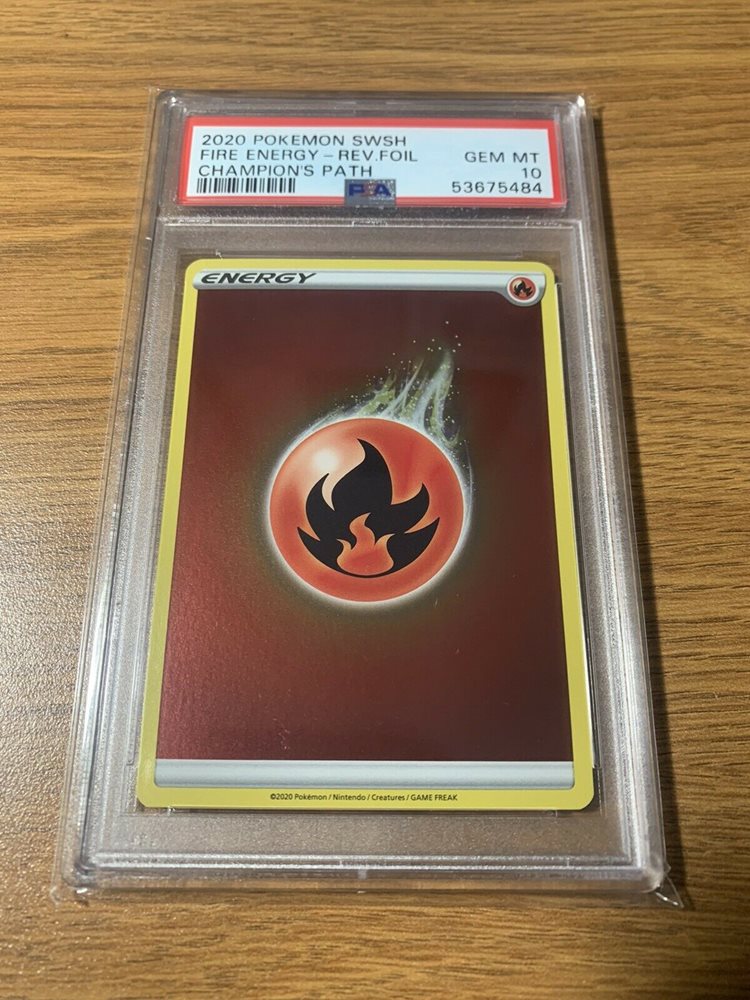 2020 POKEMON SWSH
FIRE ENERGY - REV.FOIL
CHAMPION'S PATH
GEM MT
10
53675484
PSA
ENERGY
©2020 Pokémon / Nintendo / Creatures / GAME FREAK